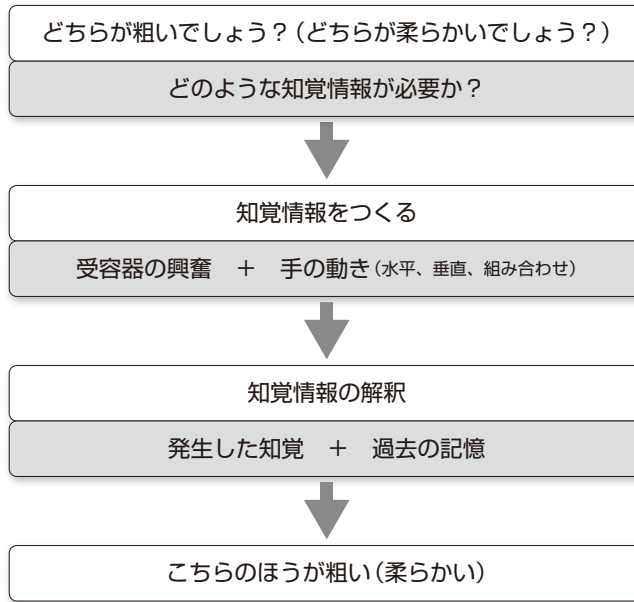 どちらが粗いでしょう？(どちらが柔らかいでしょう？)
どのような知覚情報が必要か？
知覚情報をつくる
受容器の興奮　＋　手の動き(水平、垂直、組み合わせ)
知覚情報の解釈
発生した知覚　＋　過去の記憶
こちらのほうが粗い(柔らかい)